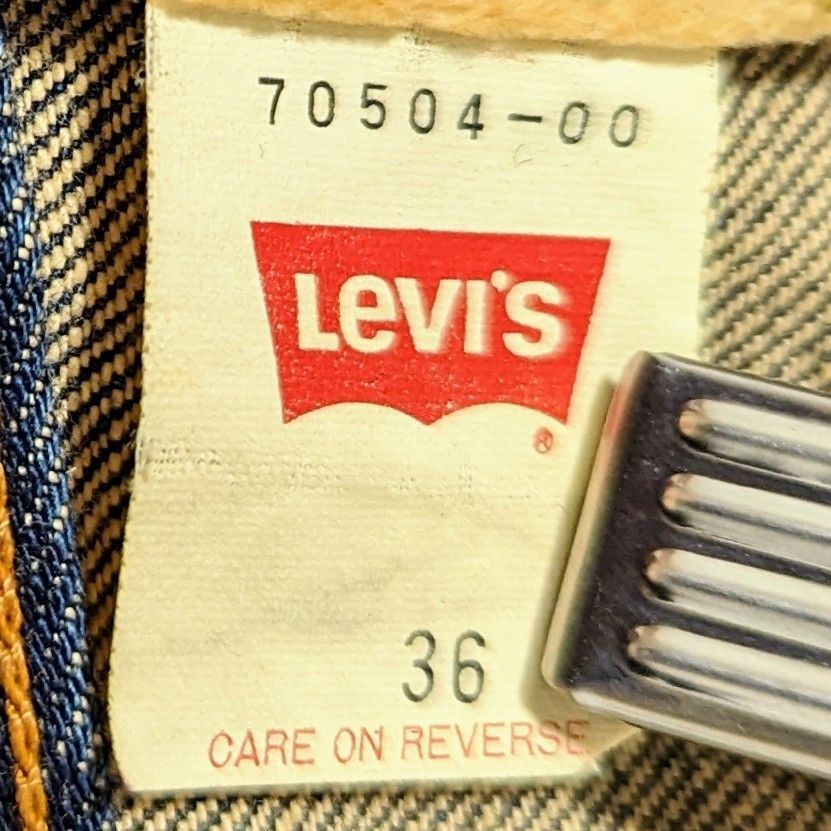 70504-00
LEVI'S
®
36
CARE ON REVERSE